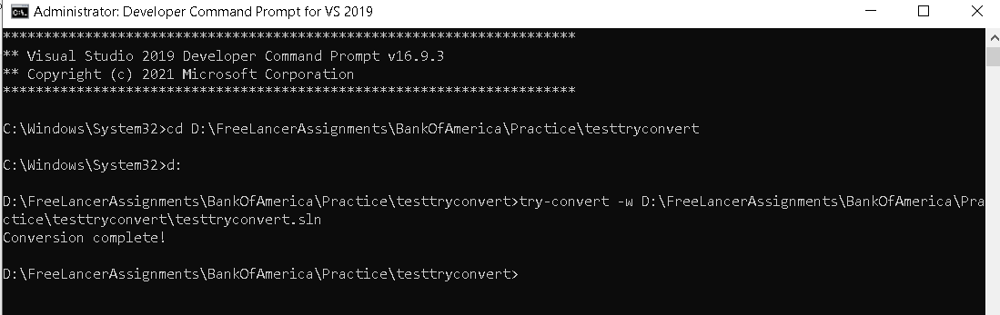 Administrator: Developer Command Prompt for VS 2019
**********************************************************************
** Visual Studio 2019 Developer Command Prompt v16.9.3
** Copyright (c) 2021 Microsoft Corporation
**********************************************************************
C:\Windows\System32>cd D:\FreeLancerAssignments\BankOfAmerica\Practice\testtryconvert
C:\Windows\System32>d:
D:\FreeLancerAssignments\BankOfAmerica\Practice\testtryconvert>try-convert -w D:\FreeLancerAssignments\BankOfAmerica\Pra
ctice\testtryconvert\testtryconvert.sln
Conversion complete!
D:\FreeLancerAssignments\BankOfAmerica\Practice\testtryconvert>